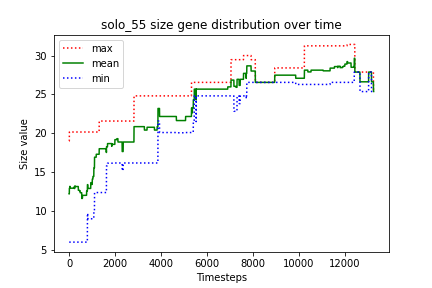 solo_55 size gene distribution over time
max
mean
min
Size value
30
25
20
15
10
5
0 2000 4000 6000 8000 10000 12000
Timesteps